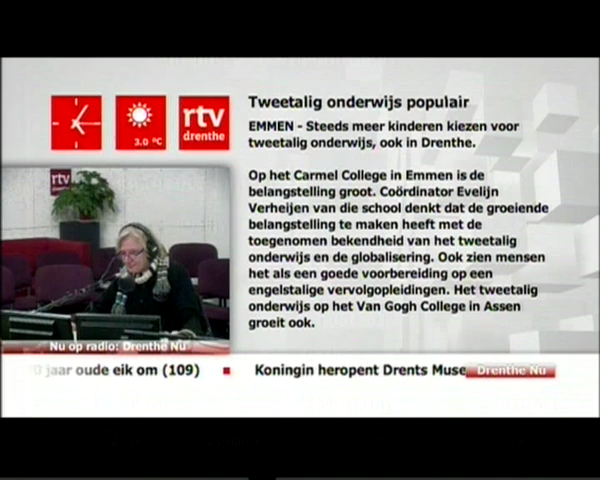 3.0 °C
rtv
drenthe
Tweetalig onderwijs populair
EMMEN - Steeds meer kinderen kiezen voor
tweetalig onderwijs, ook in Drenthe.
Op het Carmel College in Emmen is de
belangstelling groot. Coördinator Evelijn
Verheijen van die school denkt dat de groeiende
belangstelling te maken heeft met de
toegenomen bekendheid van het tweetalig
onderwijs en de globalisering. Ook zien mensen
het als een goede voorbereiding op een
engelstalige vervolgopleidingen. Het tweetalig
onderwijs op het Van Gogh College in Assen
groeit ook.
rtv
Nu op radio: Drenthe Nu
jaar oude eik om (109) ▪ Koningin heropent Drents Muse
Drenthe Nu